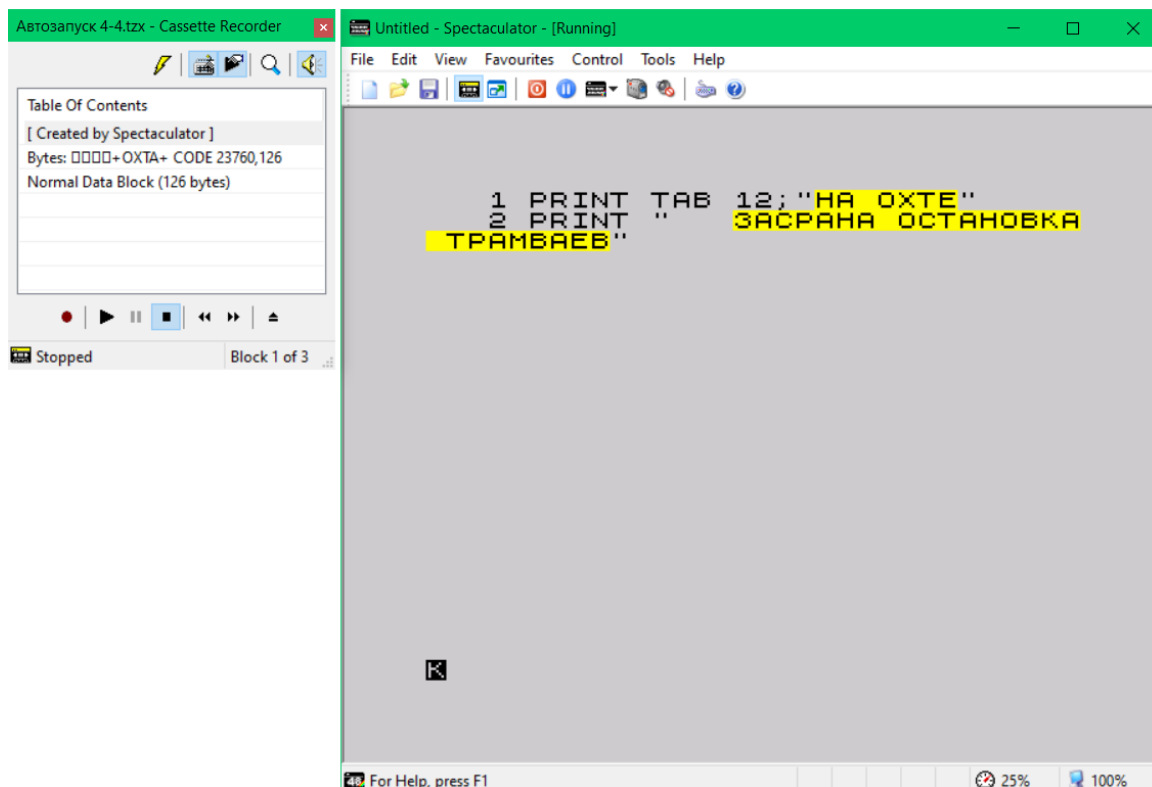 Автозапуск 4-4.tzx - Cassette Recorder
Table Of Contents
[ Created by Spectaculator ]
Bytes: □□□□+OXTA+ CODE 23760,126
Normal Data Block (126 bytes)
Stopped
Block 1 of 3
Untitled - Spectaculator - [Running]
File Edit View Favourites Control Tools Help
1 PRINT TAB 12;"НА ОХТЕ"
2 PRINT " ЗАСРАНА ОСТАНОВКА
ТРАМВАЕВ"
K
48 For Help, press F1
25%
100%